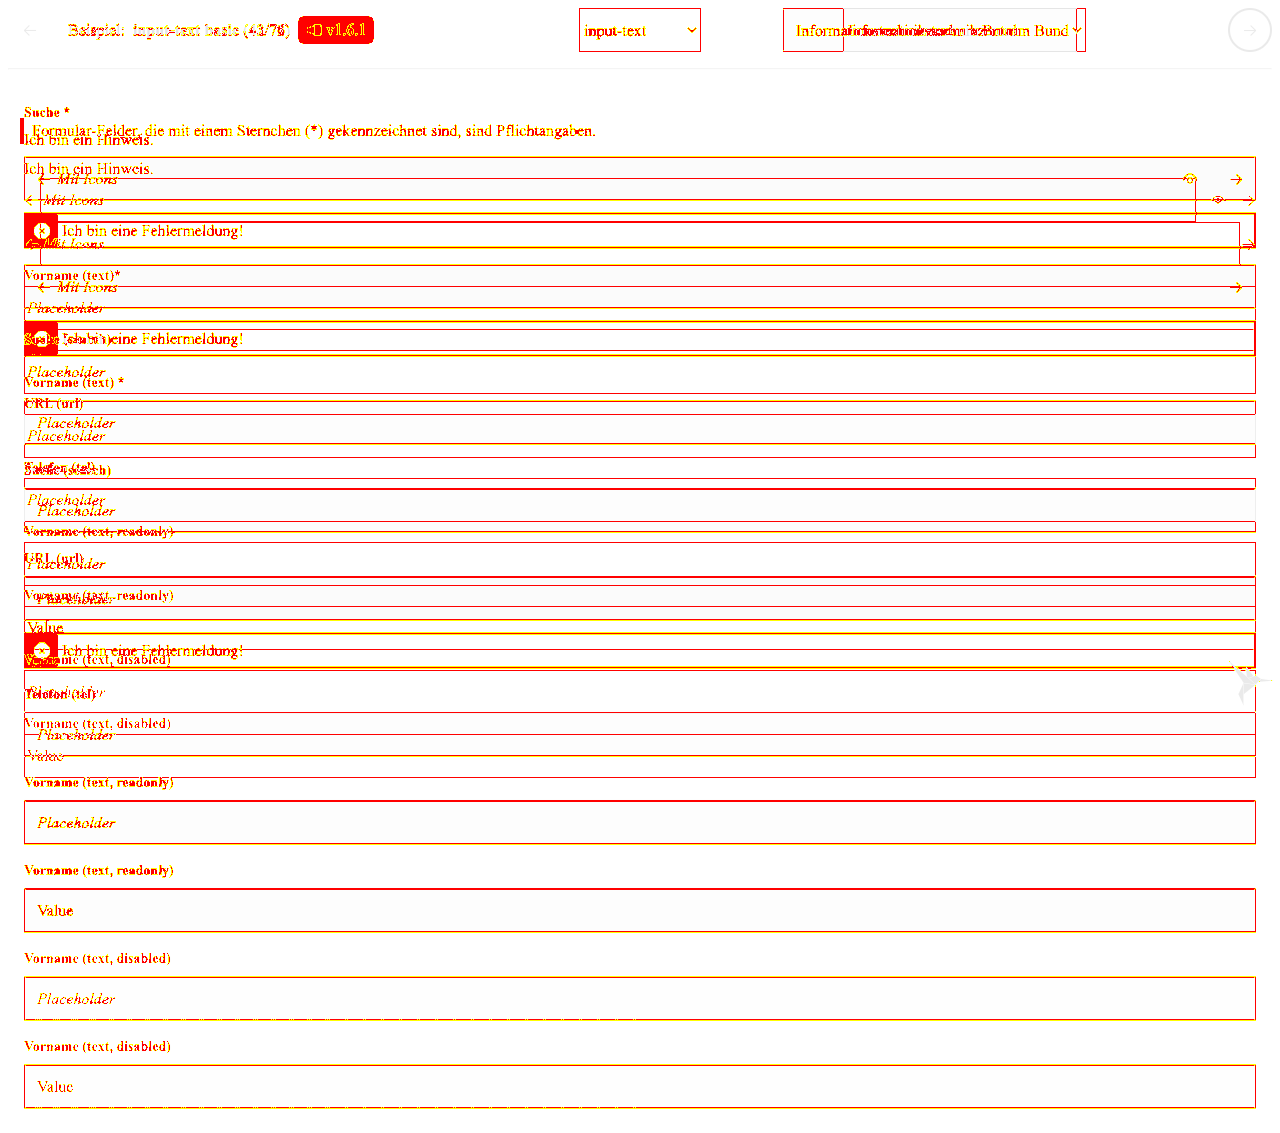 Beispiel: input-text basic (41/76) v1.6.1
input-text
Bund
Suche *
Formular-Felder, die mit einem Sternchen (*) gekennzeichnet sind, sind Pflichtangaben.
Ich bin ein Hinweis.
Ich bin ein Hinweis.
Mit Icons
Mit Icons
Ich bin eine Fehlermeldung!
Mit Icons
Vorname (text)*
Mit Icons
Placeholder
Ich bin eine Fehlermeldung!
Placeholder
Vorname (text) *
URL (url)
Placeholder
Placeholder
Placeholder
Placeholder
Vorname (text, readonly)
URL (url)
Placeholder
Vorname (text, readonly)
Placeholder
Value
Ich bin eine Fehlermeldung!
Vorname (text, disabled)
Placeholder
Telefon (tel)
Vorname (text, disabled)
Placeholder
Value
Vorname (text, readonly)
Placeholder
Vorname (text, readonly)
Value
Vorname (text, disabled)
Placeholder
Vorname (text, disabled)
Value